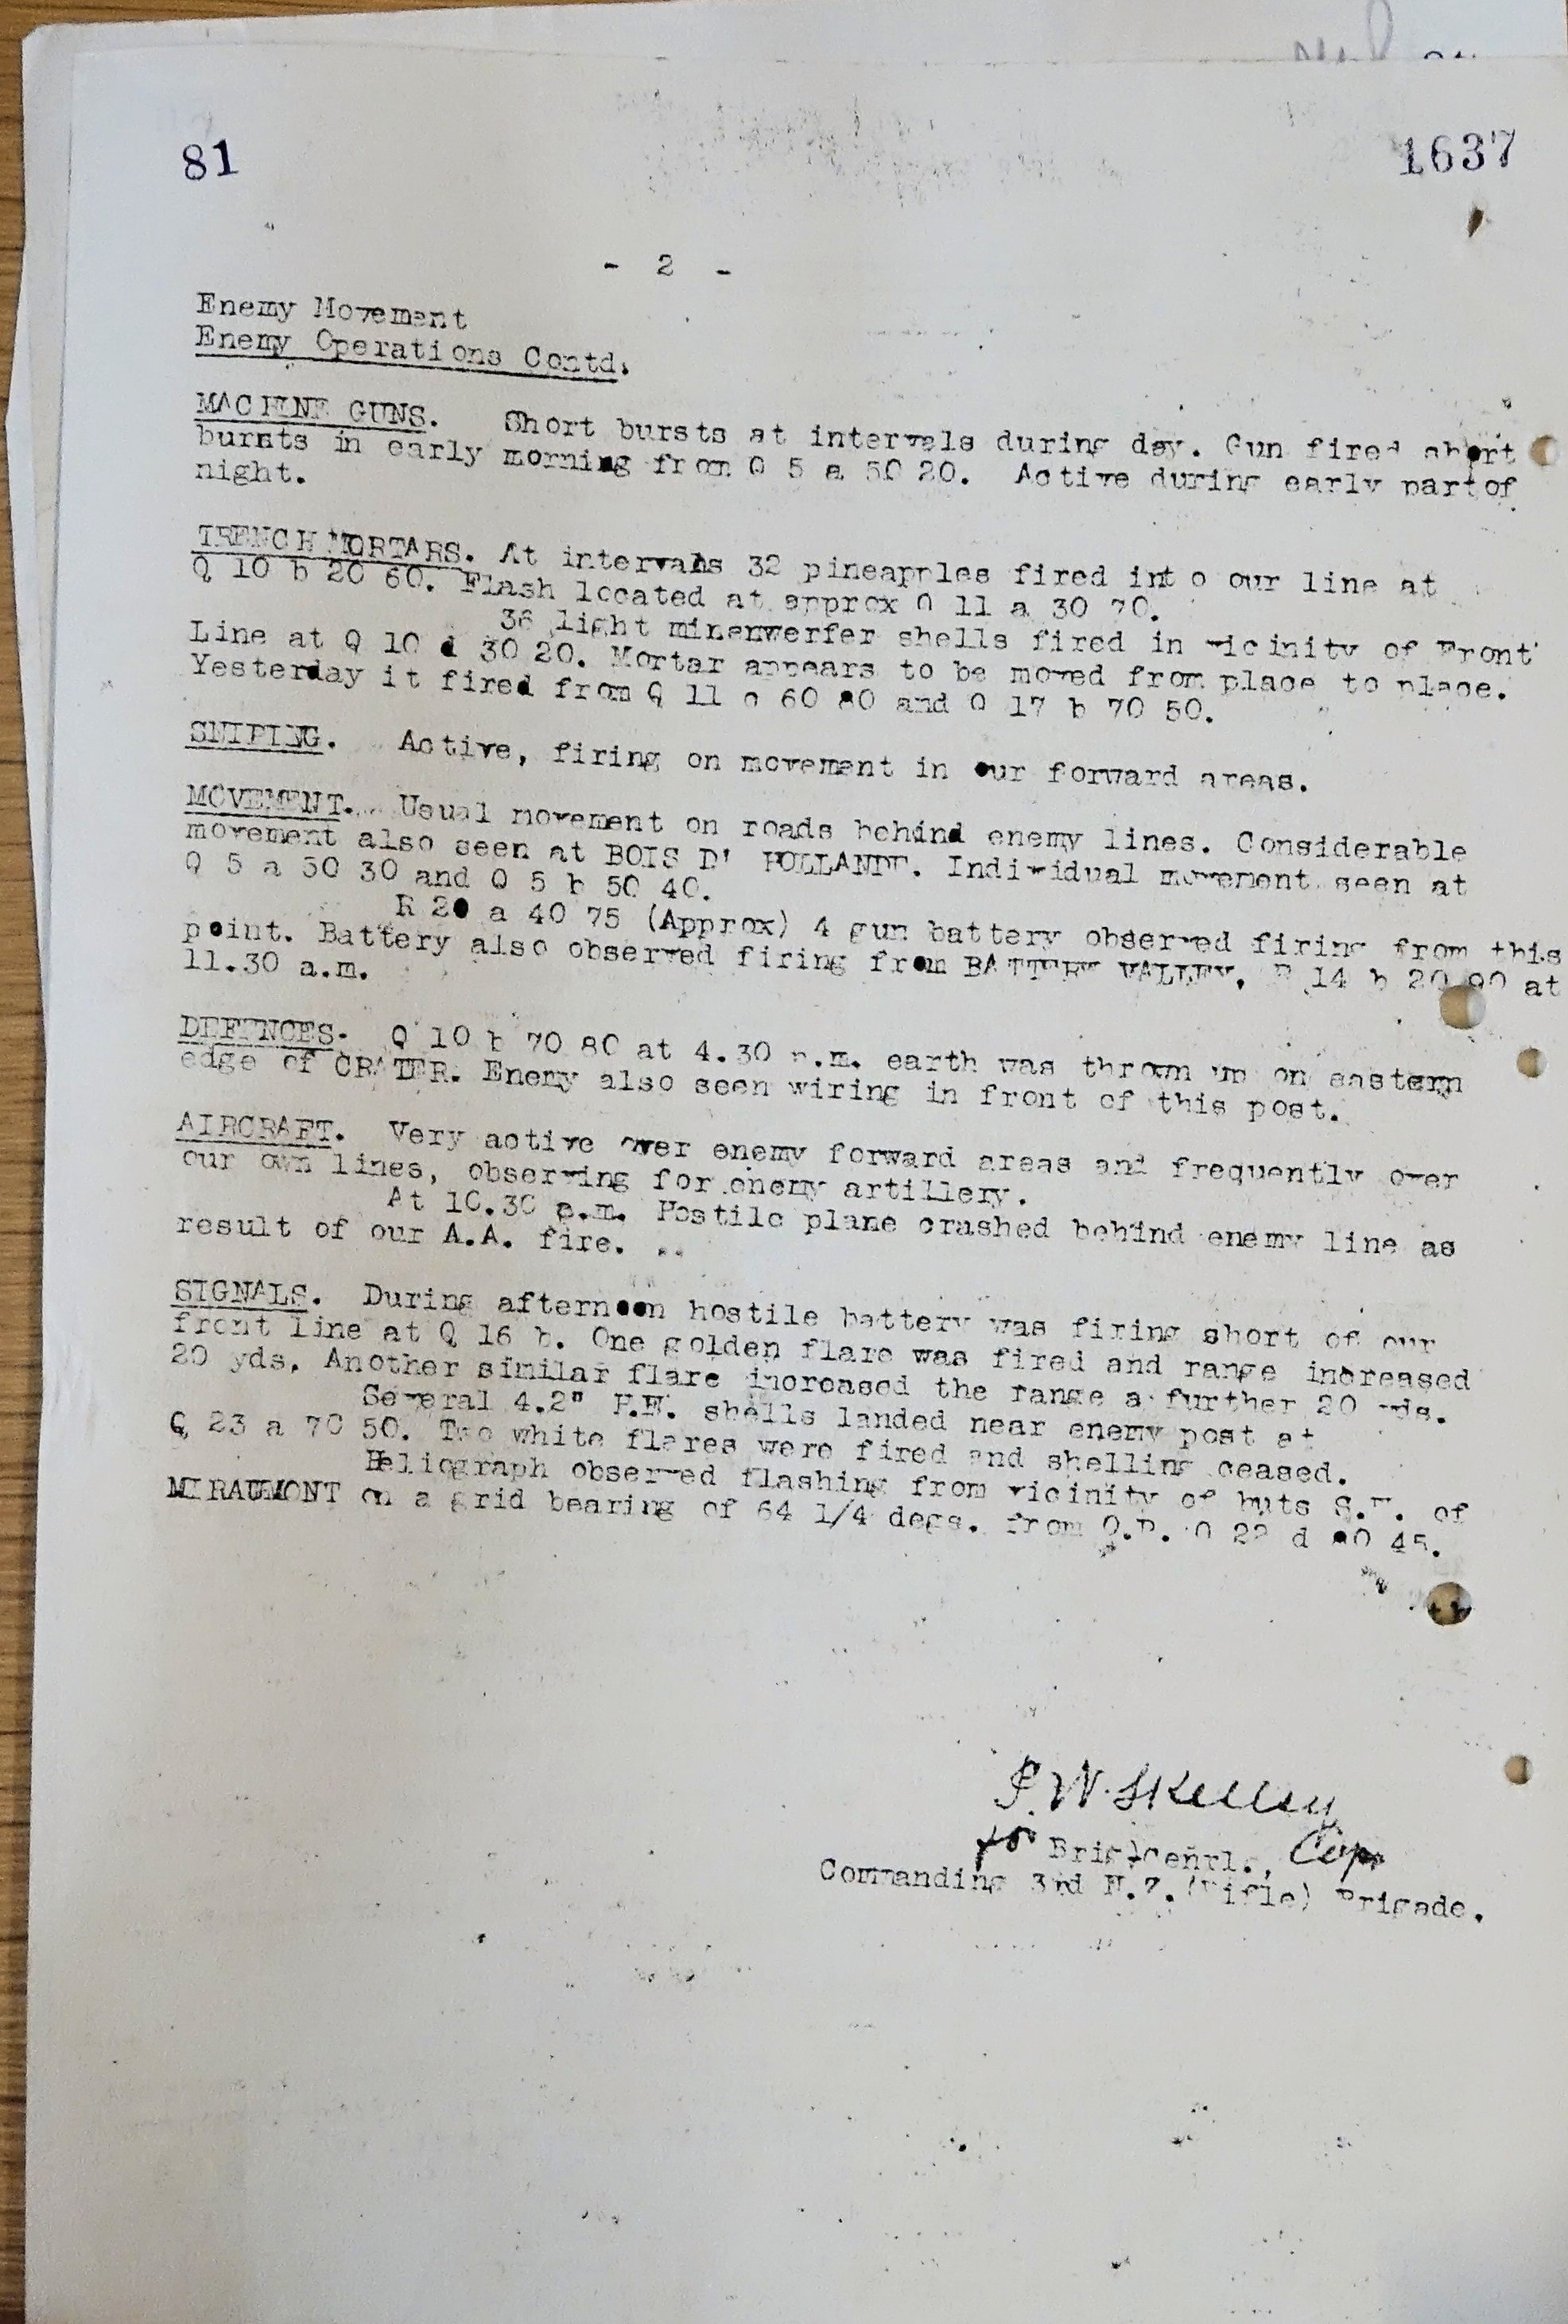 81
1637
- 2 -
Enemy Movement
Enemy Operations Contd.
MACHINE GUNS. Short bursts at intervals during day. Gun fired short
bursts in early morning from Q 5 a 50 20. Active during early part of
night.
TRENCH MORTARS. At intervals 32 pineapples fired into our line at
Q 10 b 20 60. Flash located at approx Q 11 a 30 70.
36 light minenwerfer shells fired in vicinity of Front
Line at Q 10 d 30 20. Mortar appears to be moved from place to place.
Yesterday it fired from Q 11 c 60 80 and Q 17 b 70 50.
SNIPING. Active, firing on movement in our forward areas.
MOVEMENT. Usual movement on roads behind enemy lines. Considerable
movement also seen at BOIS D' HOLLANDE. Individual movement seen at
Q 5 a 50 30 and Q 5 b 50 40.
R 20 a 40 75 (Approx) 4 gun battery observed firing from this
point. Battery also observed firing from BATTERY VALLEY, R 14 b 20 90 at
11.30 a.m.
DEFENCES. Q 10 b 70 80 at 4.30 p.m. earth was thrown up on eastern
edge of CRATER. Enemy also seen wiring in front of this post.
AIRCRAFT. Very active over enemy forward areas and frequently over
our own lines, observing for enemy artillery.
At 10.30 Hostile plane crashed behind enemy line as
result of our A.A. fire.
SIGNALS. During afternoon hostile battery was firing short of our
front line at Q 16 b. One golden flare was fired and range increased
20 yds. Another similar flare increased the range a further 20 yds.
Several 4.2" H.E. shells landed near enemy post at
Q 23 a 70 50. Two white flares were fired and shelling ceased.
Heliograph observed flashing from vicinity of huts of
MIRAUMONT on a grid bearing of 64 1/4 degs. from O.P. Q 22 d 45.
W. Skelley
for Brig Genrl., Cap
Commanding 3rd N.Z. (Rifle) Brigade.